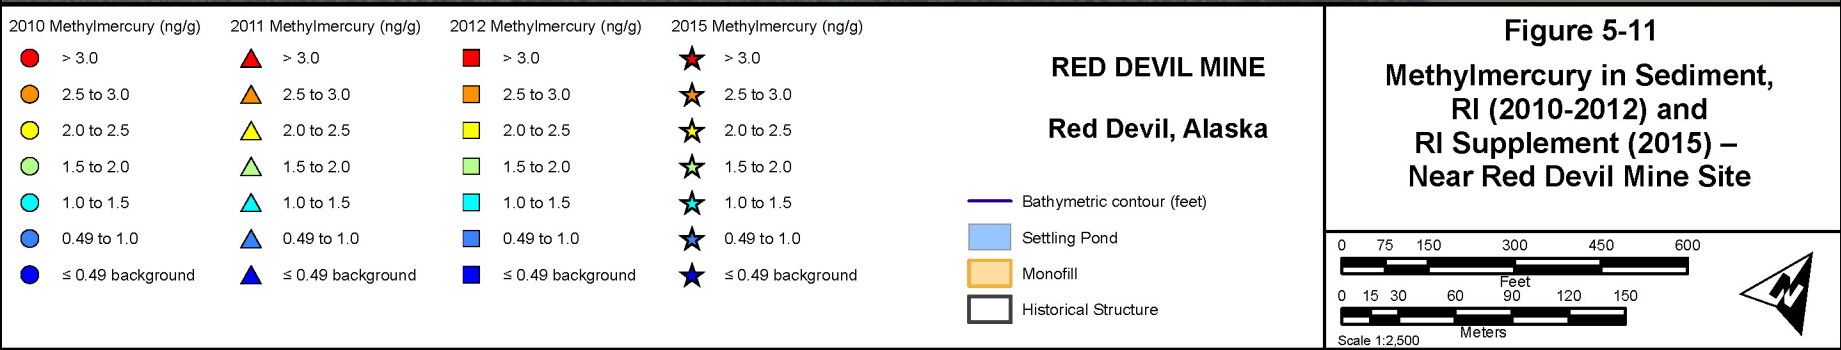 2010 Methylmercury (ng/g)
> 3.0
2.5 to 3.0
2.0 to 2.5
1.5 to 2.0
1.0 to 1.5
0.49 to 1.0
≤ 0.49 background
2011 Methylmercury (ng/g)
> 3.0
2.5 to 3.0
2.0 to 2.5
1.5 to 2.0
1.0 to 1.5
0.49 to 1.0
≤ 0.49 background
2012 Methylmercury (ng/g)
> 3.0
2.5 to 3.0
2.0 to 2.5
1.5 to 2.0
1.0 to 1.5
0.49 to 1.0
≤ 0.49 background
2015 Methylmercury (ng/g)
> 3.0
2.5 to 3.0
2.0 to 2.5
1.5 to 2.0
1.0 to 1.5
0.49 to 1.0
≤ 0.49 background
RED DEVIL MINE
Red Devil, Alaska
Bathymetric contour (feet)
Settling Pond
Monofill
Historical Structure
Figure 5-11
Methylmercury in Sediment,
RI (2010-2012) and
RI Supplement (2015) –
Near Red Devil Mine Site
0 75 150 300 450 600
Feet
0 15 30 60 90 120 150
Meters
Scale 1:2,500
N